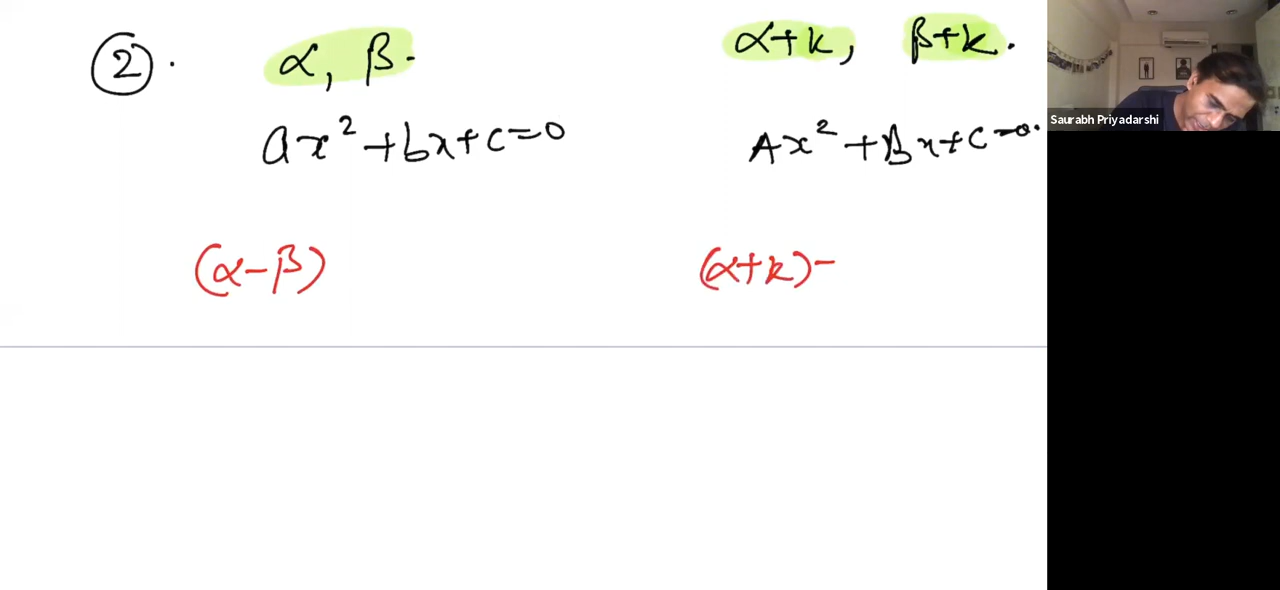 ② . α, β. α+k, β+k.
ax²+bx+c=0 Ax²+Bx+C=0.
(α-β) (α+k)-
Saurabh Priyadarshi